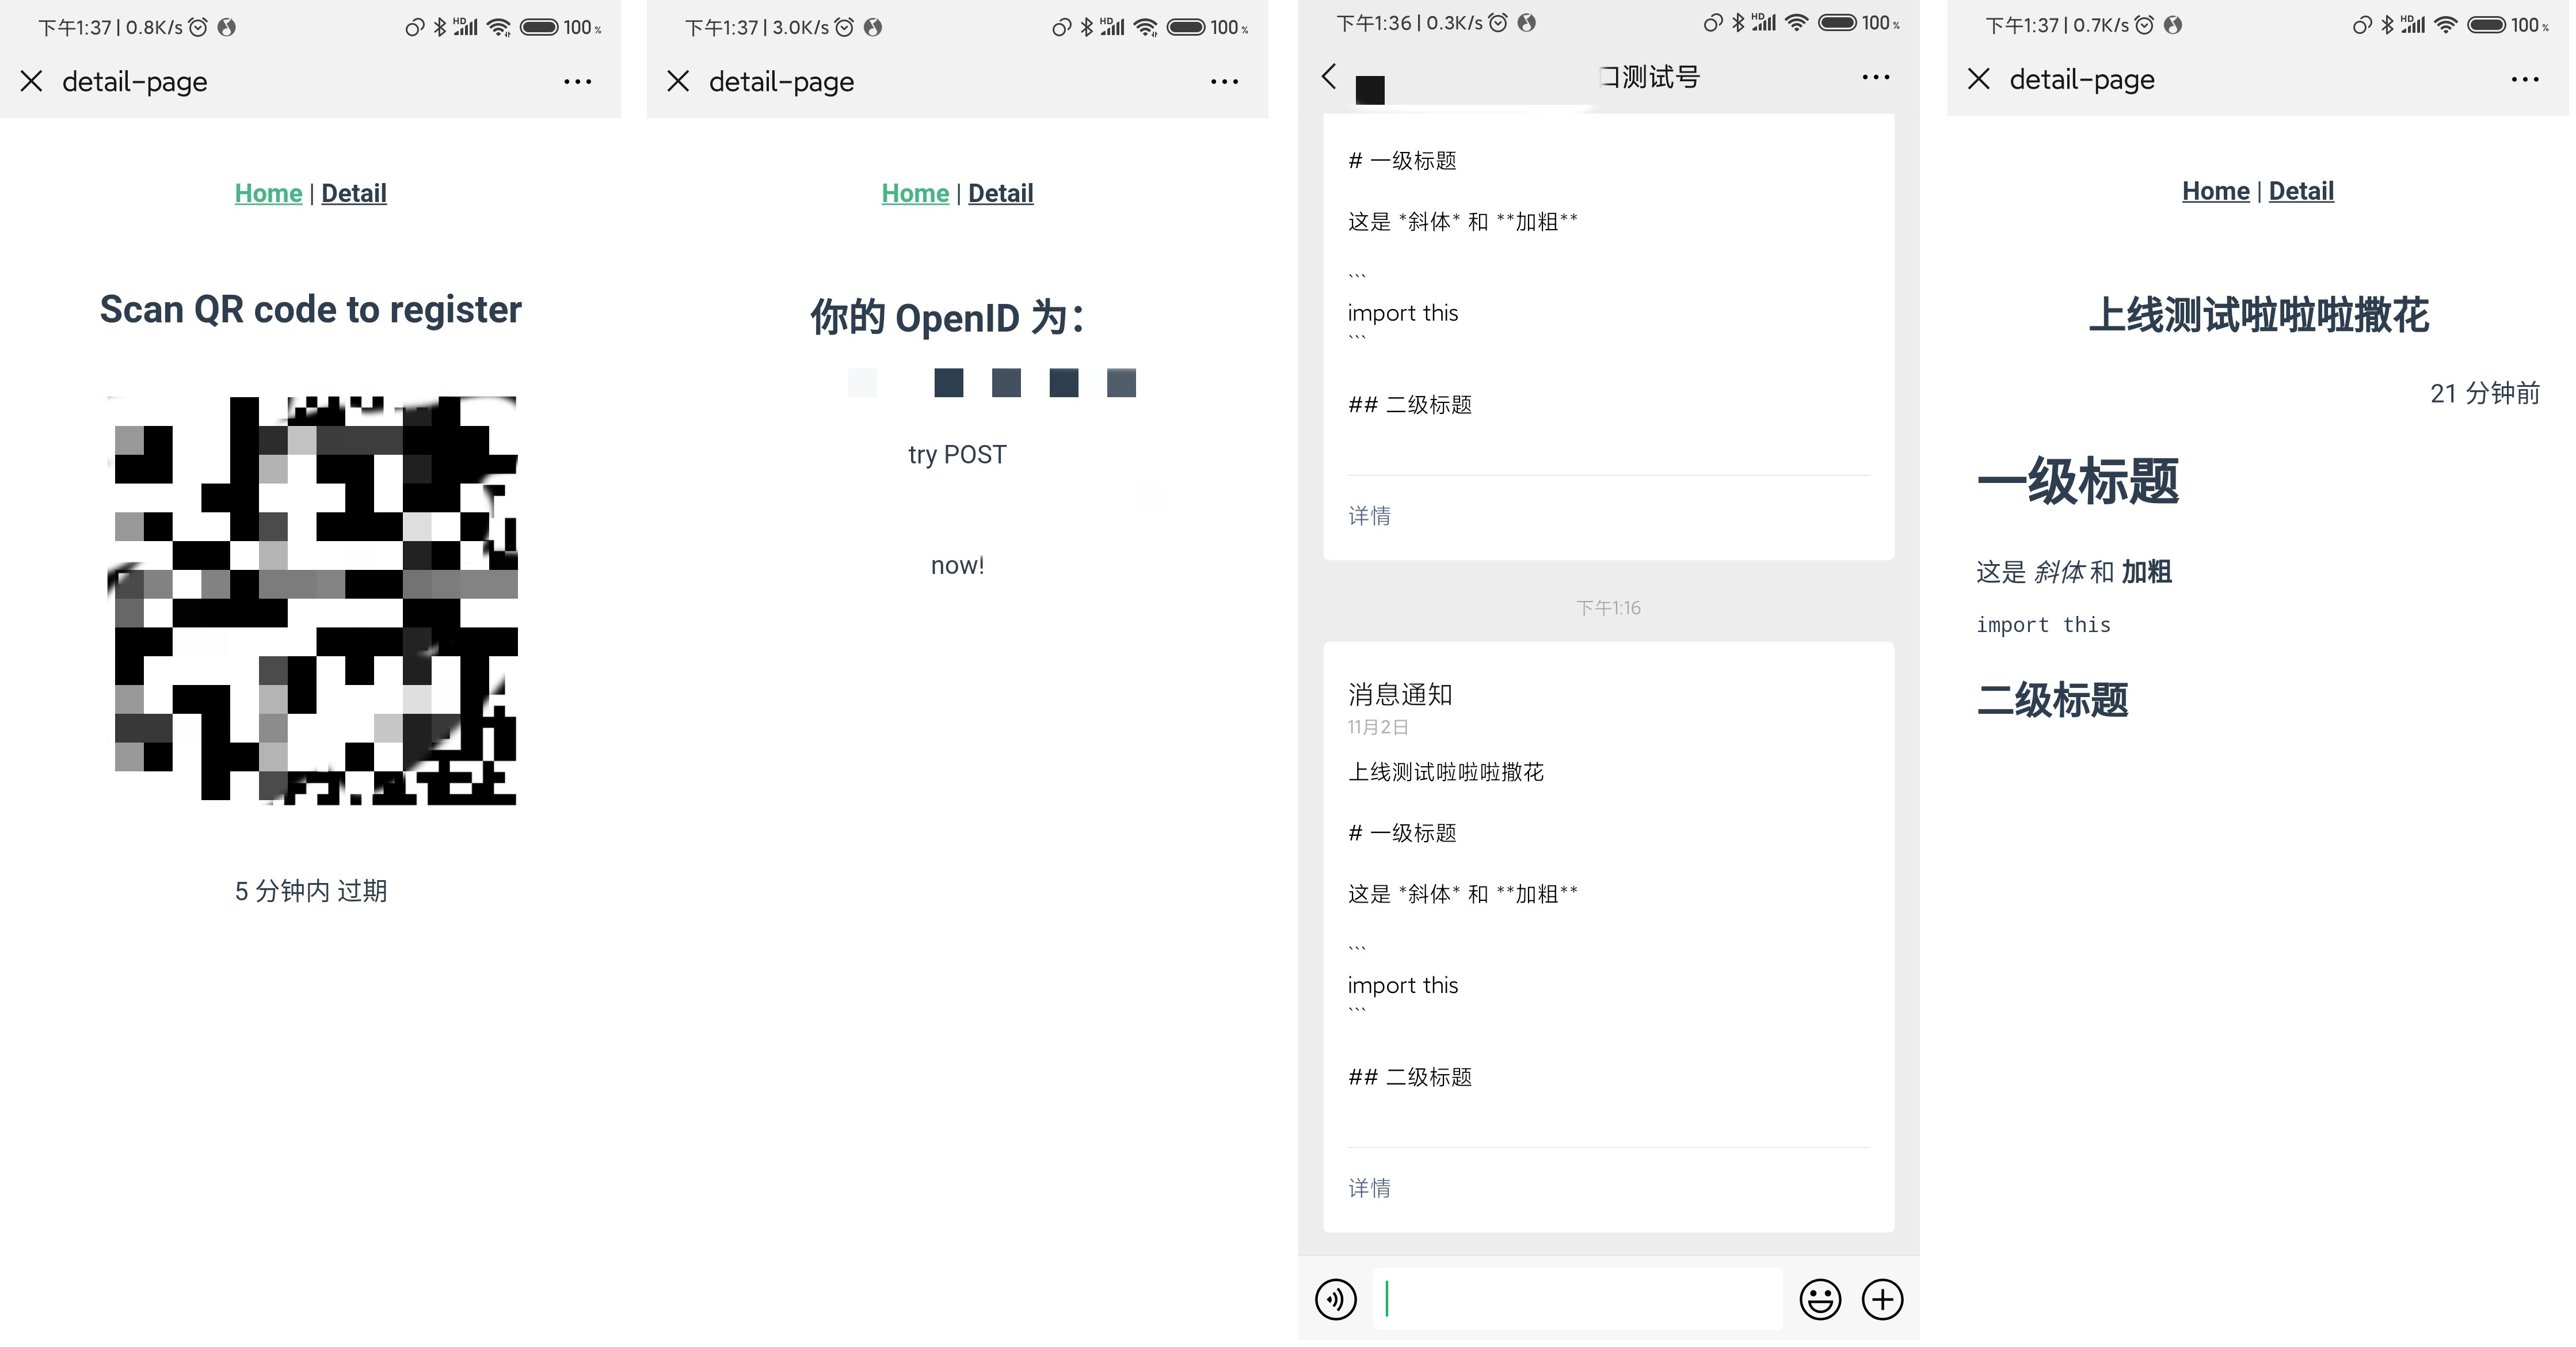 下午1:37 | 0.8K/s
HD
100%
detail-page
Home | Detail
Scan QR code to register
5 分钟内 过期
下午1:37 | 3.0K/s
HD
100%
detail-page
Home | Detail
你的 OpenID 为：
try POST
now!
下午1:36 | 0.3K/s
HD
100%
测试号
# 一级标题
这是 *斜体* 和 **加粗**
```
import this
```
## 二级标题
详情
下午1:16
消息通知
11月2日
上线测试啦啦啦撒花
# 一级标题
这是 *斜体* 和 **加粗**
```
import this
```
## 二级标题
详情
下午1:37 | 0.7K/s
HD
100%
detail-page
Home | Detail
上线测试啦啦啦撒花
21 分钟前
一级标题
这是 斜体 和 加粗
import this
二级标题